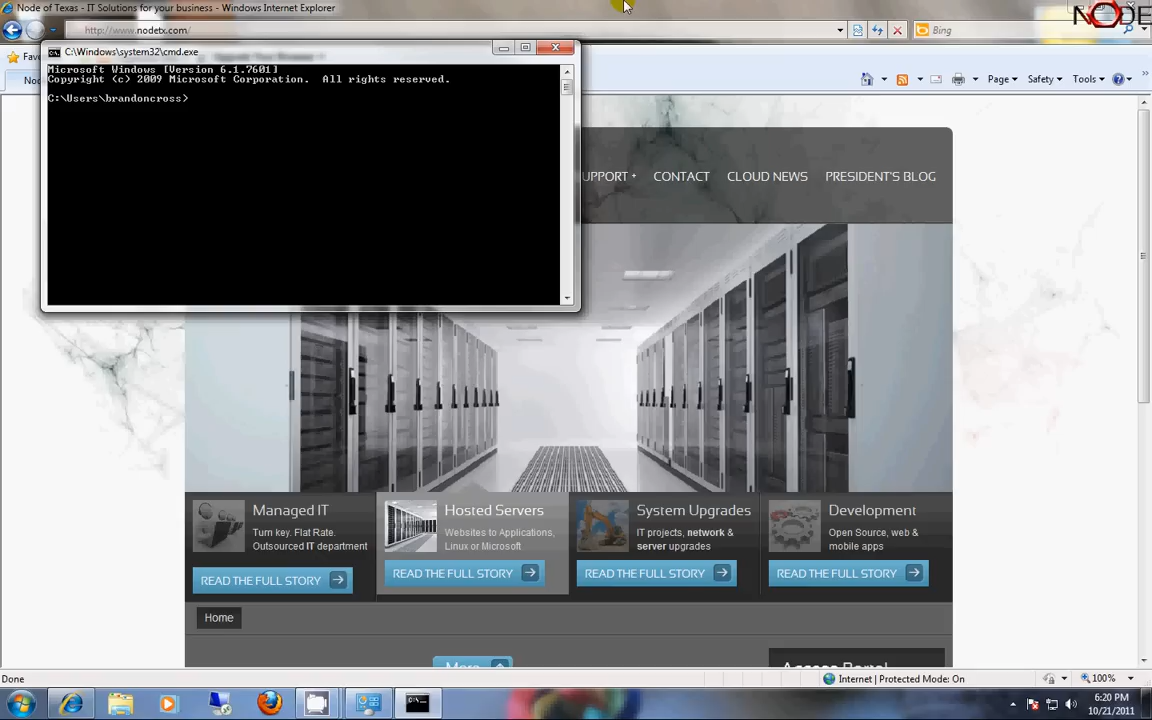 Node of Texas - IT Solutions for your business - Windows Internet Explorer
NODE
http://www.nodetx.com/
Bing
C:\Windows\system32\cmd.exe
Page
Safety
Tools
Microsoft Windows [Version 6.1.7601]
Copyright (c) 2009 Microsoft Corporation.  All rights reserved.
C:\Users\brandoncross>
UPPORT +
CONTACT
CLOUD NEWS
PRESIDENT'S BLOG
Managed IT
Turn key. Flat Rate.
Outsourced IT department
READ THE FULL STORY
Hosted Servers
Websites to Applications,
Linux or Microsoft
READ THE FULL STORY
System Upgrades
IT projects, network &
server upgrades
READ THE FULL STORY
Development
Open Source, web &
mobile apps
READ THE FULL STORY
Home
Done
Internet | Protected Mode: On
100%
6:20 PM
10/21/2011